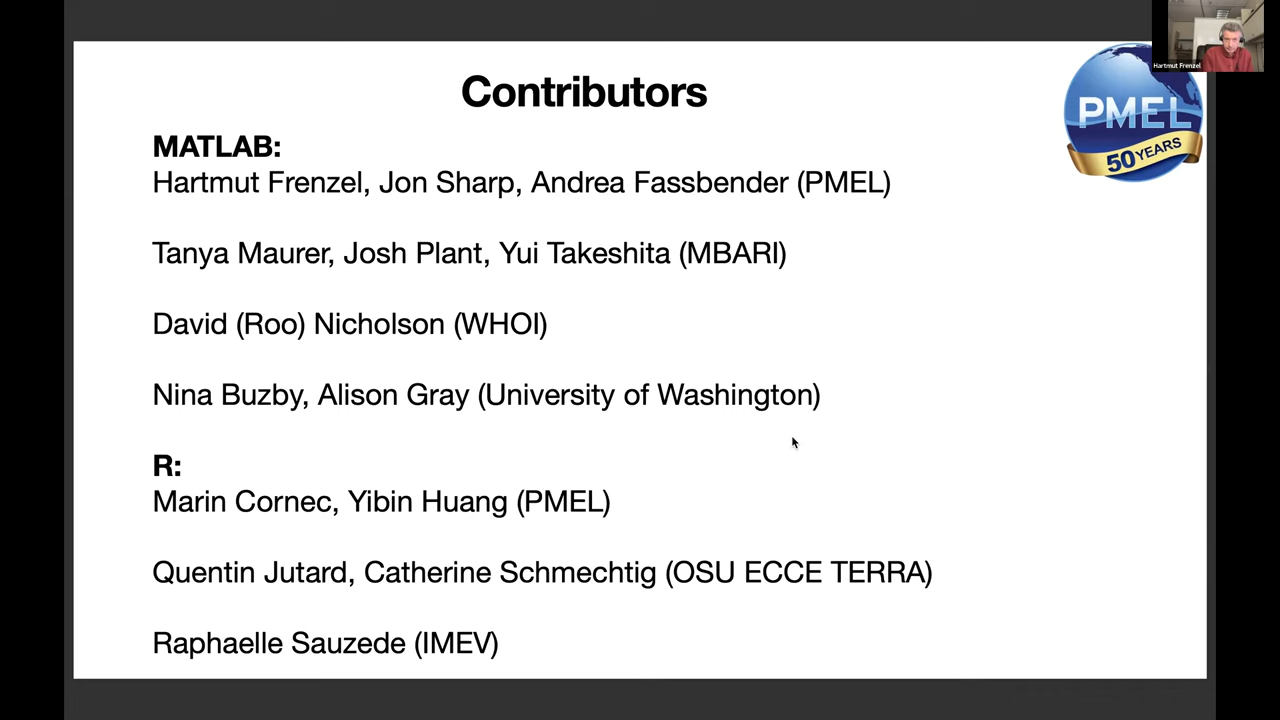 Hartmut Frenzel
Contributors
PMEL
50 YEARS
MATLAB:
Hartmut Frenzel, Jon Sharp, Andrea Fassbender (PMEL)
Tanya Maurer, Josh Plant, Yui Takeshita (MBARI)
David (Roo) Nicholson (WHOI)
Nina Buzby, Alison Gray (University of Washington)
R:
Marin Cornec, Yibin Huang (PMEL)
Quentin Jutard, Catherine Schmechtig (OSU ECCE TERRA)
Raphaelle Sauzede (IMEV)